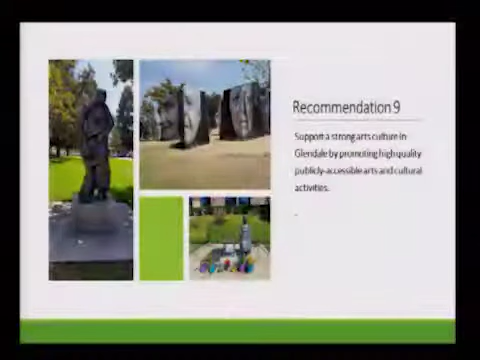 Recommendation 9
Support a strong arts culture in
Glendale by promoting high quality
publicly-accessible arts and cultural
activities.